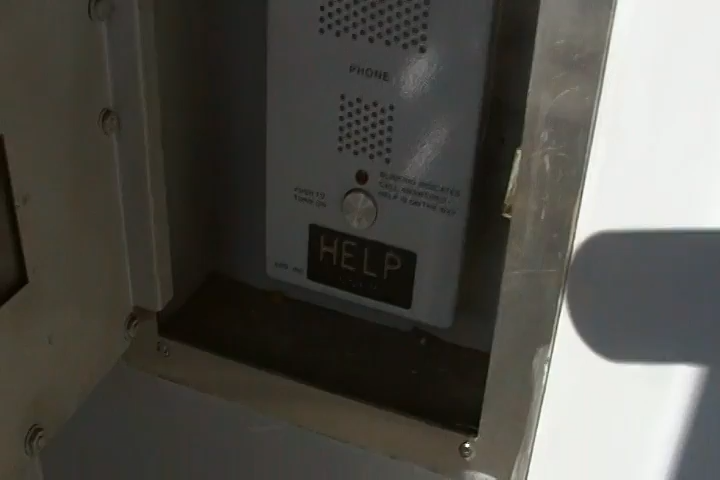 PHONE
BLINKING INDICATES
PUSH TO
CALL RECEIVED
TURN ON
HELP IS ON THE WAY
HELP